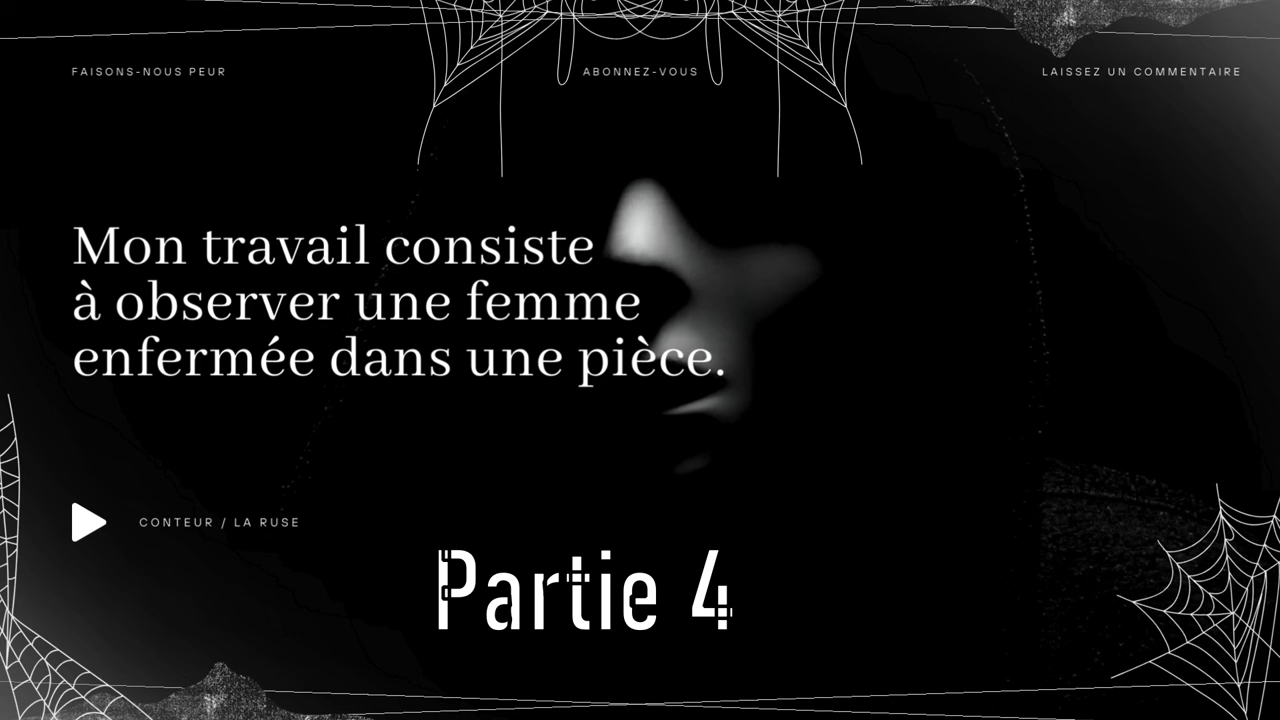 FAISONS-NOUS PEUR
ABONNEZ-VOUS
LAISSEZ UN COMMENTAIRE
Mon travail consiste
à observer une femme
enfermée dans une pièce.
CONTEUR / LA RUSE
Partie 4